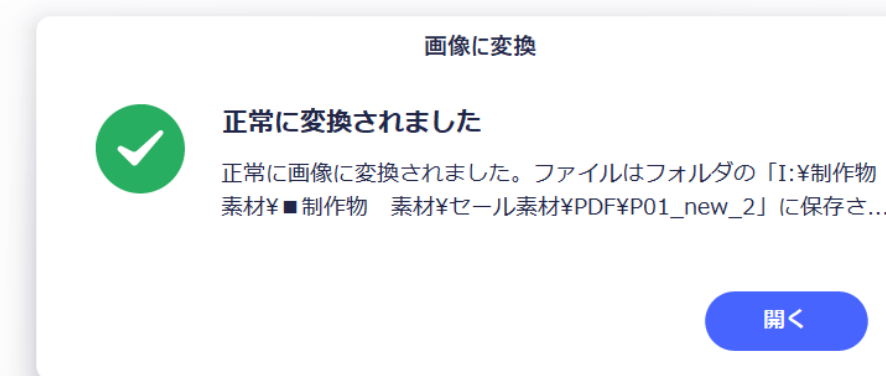 画像に変換
正常に変換されました
正常に画像に変換されました。ファイルはフォルダの「I:¥制作物
素材¥■制作物　素材¥セール素材¥PDF¥P01_new_2」に保存さ...
開く